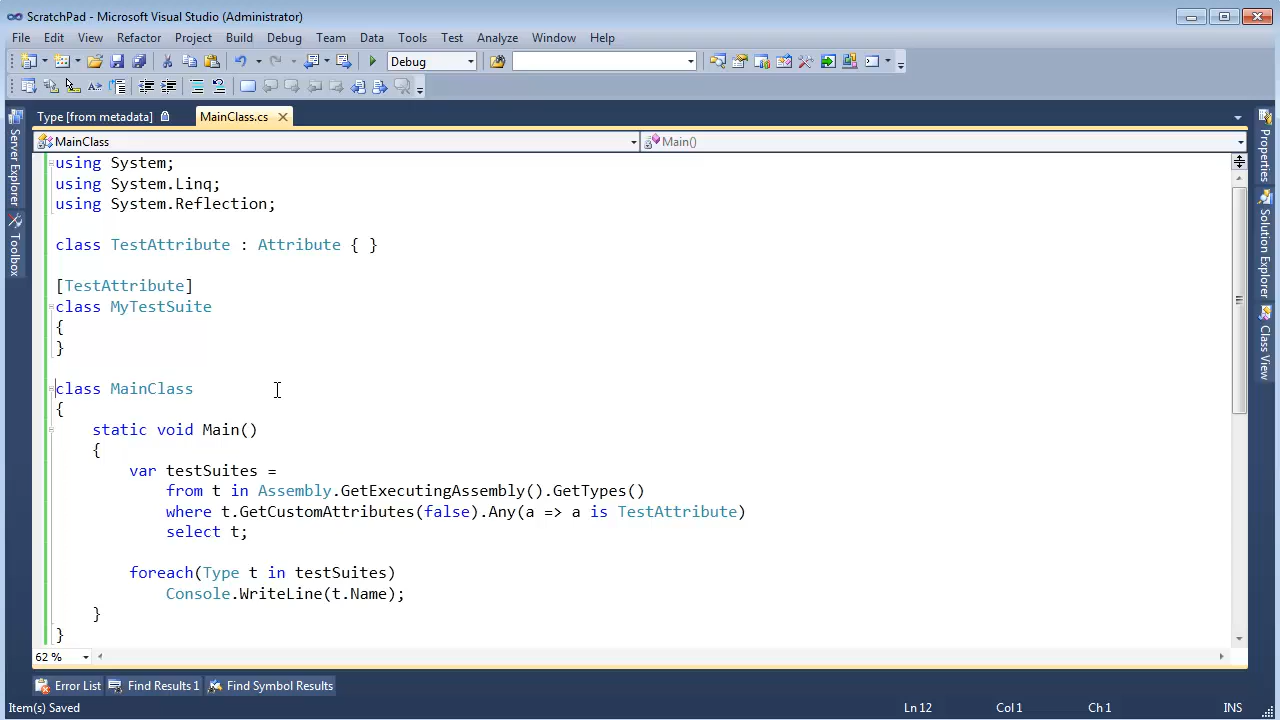 ScratchPad - Microsoft Visual Studio (Administrator)
File Edit View Refactor Project Build Debug Team Data Tools Test Analyze Window Help
Debug
Type [from metadata] MainClass.cs
MainClass Main()
Server Explorer
Toolbox
using System;
using System.Linq;
using System.Reflection;
class TestAttribute : Attribute { }
[TestAttribute]
class MyTestSuite
{
}
class MainClass
{
static void Main()
{
var testSuites =
from t in Assembly.GetExecutingAssembly().GetTypes()
where t.GetCustomAttributes(false).Any(a => a is TestAttribute)
select t;
foreach(Type t in testSuites)
Console.WriteLine(t.Name);
}
}
Properties
Solution Explorer
Class View
62 %
Error List Find Results 1 Find Symbol Results
Item(s) Saved Ln 12 Col 1 Ch 1 INS